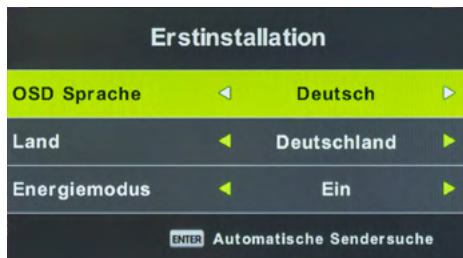 Erstinstallation
OSD Sprache Deutsch
Land Deutschland
Energiemodus Ein
ENTER Automatische Sendersuche